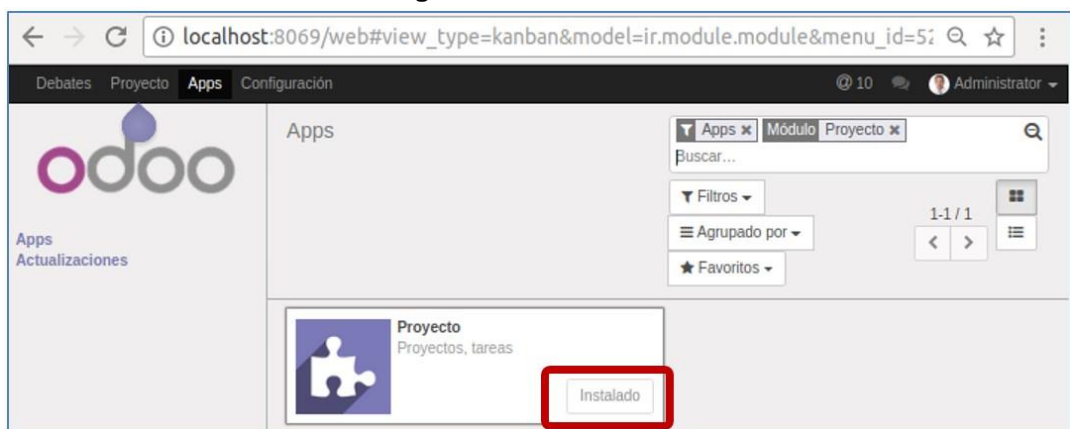 localhost:8069/web#view_type=kanban&model=ir.module.module&menu_id=52
Debates Proyecto Apps Configuración @ 10 Administrator
odoo
Apps
Actualizaciones
Apps
Apps × Módulo Proyecto ×
Buscar...
Filtros
Agrupado por
Favoritos
1-1 / 1
Proyecto
Proyectos, tareas
Instalado